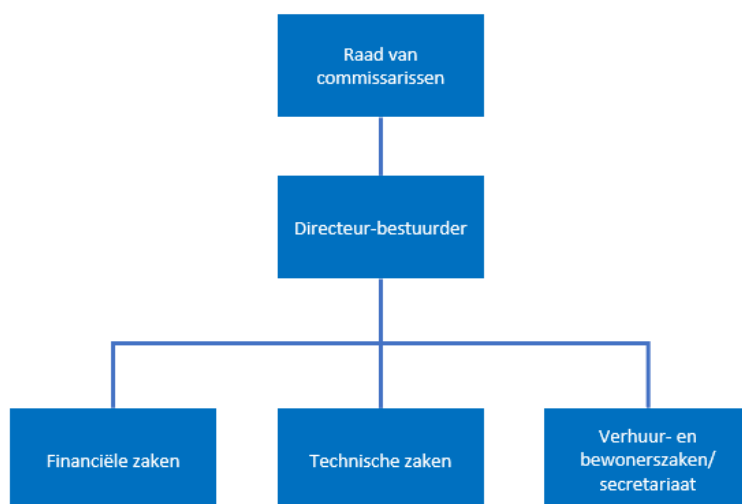 Raad van
commissarissen
Directeur-bestuurder
Financiële zaken
Technische zaken
Verhuur- en
bewonerszaken/
secretariaat